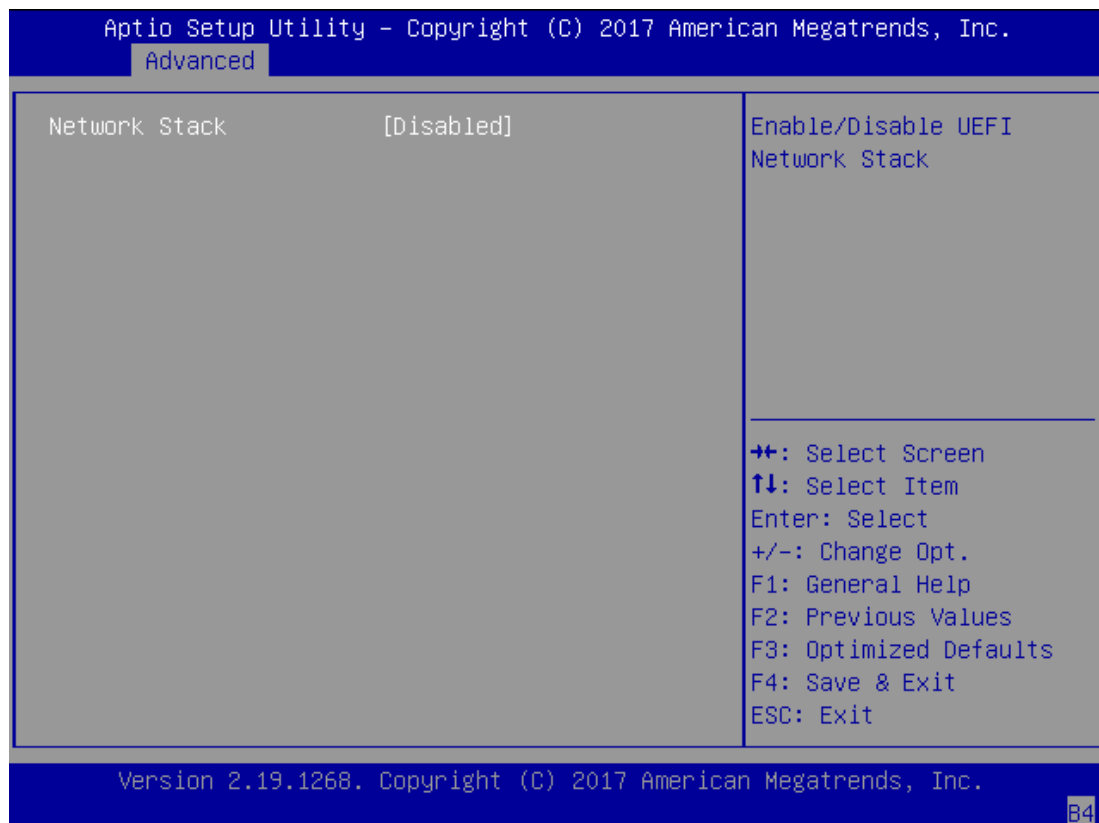 Aptio Setup Utility – Copyright (C) 2017 American Megatrends, Inc.
Advanced
Network Stack [Disabled]
Enable/Disable UEFI
Network Stack
→←: Select Screen
↑↓: Select Item
Enter: Select
+/-: Change Opt.
F1: General Help
F2: Previous Values
F3: Optimized Defaults
F4: Save & Exit
ESC: Exit
Version 2.19.1268. Copyright (C) 2017 American Megatrends, Inc.
B4